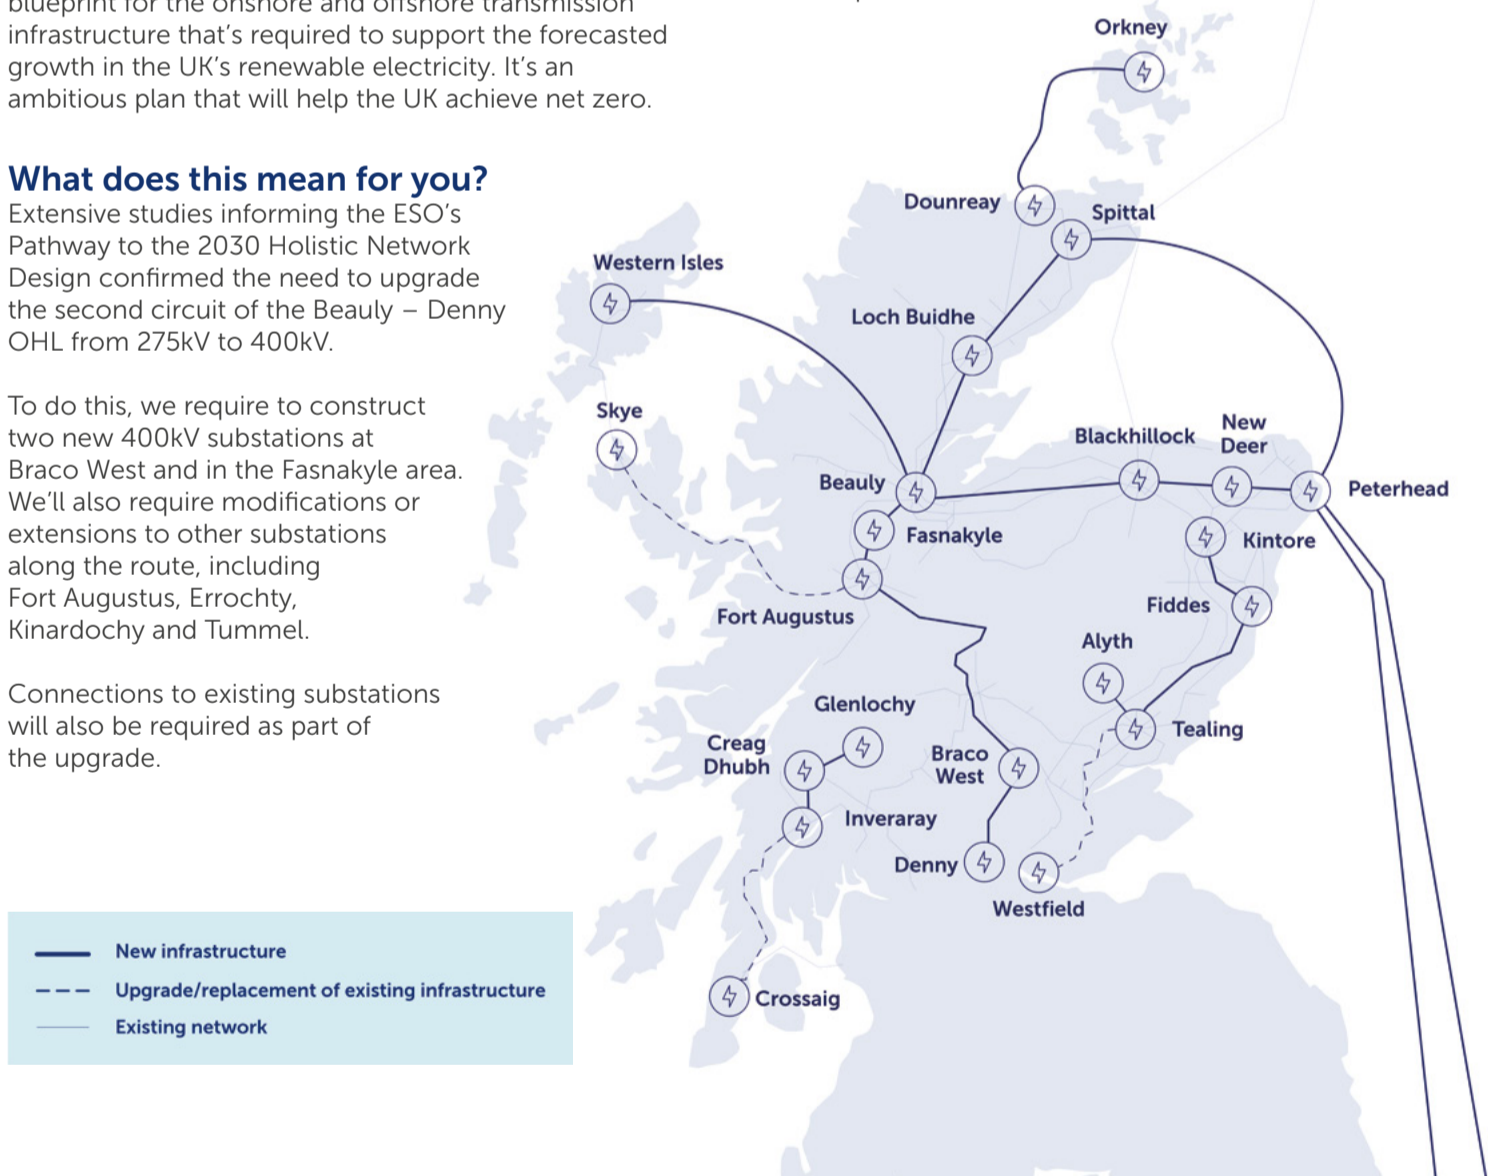 blueprint for the onshore and offshore transmission
infrastructure that's required to support the forecasted
growth in the UK's renewable electricity. It's an
ambitious plan that will help the UK achieve net zero.
What does this mean for you?
Extensive studies informing the ESO's
Pathway to the 2030 Holistic Network
Design confirmed the need to upgrade
the second circuit of the Beauly – Denny
OHL from 275kV to 400kV.
To do this, we require to construct
two new 400kV substations at
Braco West and in the Fasnakyle area.
We'll also require modifications or
extensions to other substations
along the route, including
Fort Augustus, Errochty,
Kinardochy and Tummel.
Connections to existing substations
will also be required as part of
the upgrade.
New infrastructure
Upgrade/replacement of existing infrastructure
Existing network
Orkney
Dounreay
Spittal
Western Isles
Loch Buidhe
Skye
Blackhillock
New
Deer
Beauly
Peterhead
Fasnakyle
Kintore
Fort Augustus
Fiddes
Alyth
Glenlochy
Tealing
Creag
Dhubh
Braco
West
Inveraray
Denny
Westfield
Crossaig